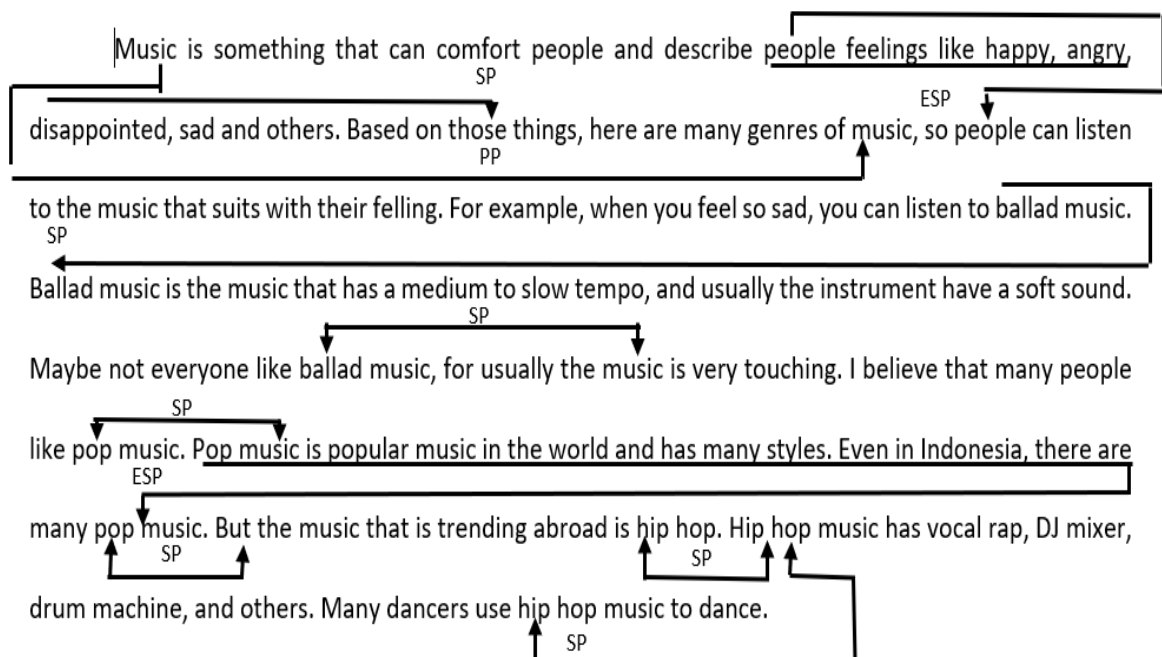 Music is something that can comfort people and describe people feelings like happy, angry,
SP
ESP
disappointed, sad and others. Based on those things, here are many genres of music, so people can listen
PP
to the music that suits with their felling. For example, when you feel so sad, you can listen to ballad music.
SP
Ballad music is the music that has a medium to slow tempo, and usually the instrument have a soft sound.
SP
Maybe not everyone like ballad music, for usually the music is very touching. I believe that many people
SP
like pop music. Pop music is popular music in the world and has many styles. Even in Indonesia, there are
ESP
many pop music. But the music that is trending abroad is hip hop. Hip hop music has vocal rap, DJ mixer,
SP
SP
drum machine, and others. Many dancers use hip hop music to dance.
SP